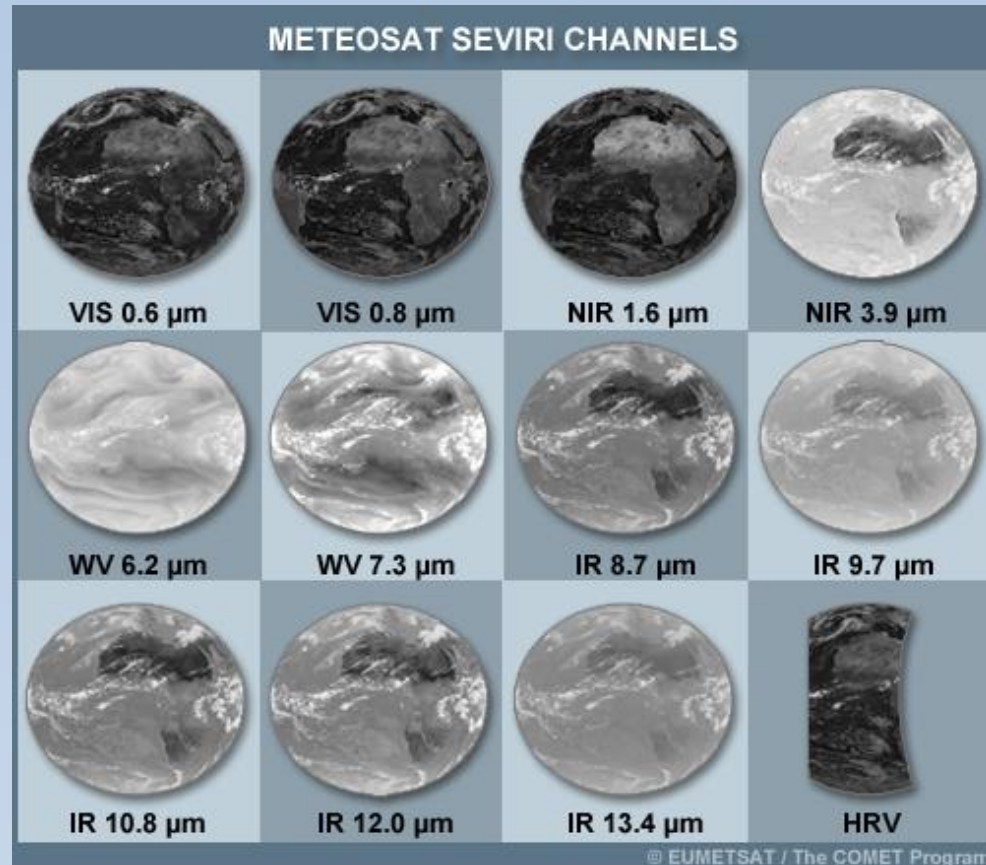 METEOSAT SEVIRI CHANNELS
VIS 0.6 µm
VIS 0.8 µm
NIR 1.6 µm
NIR 3.9 µm
WV 6.2 µm
WV 7.3 µm
IR 8.7 µm
IR 9.7 µm
IR 10.8 µm
IR 12.0 µm
IR 13.4 µm
HRV
© EUMETSAT / The COMET Program